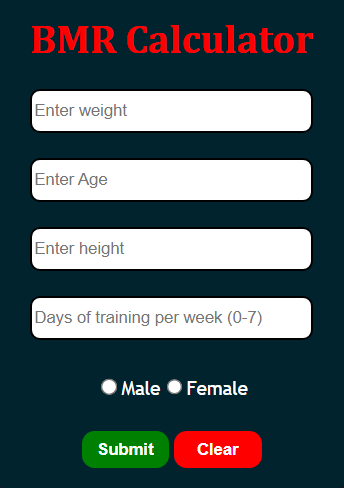 BMR Calculator
Enter weight
Enter Age
Enter height
Days of training per week (0-7)
Male Female
Submit Clear